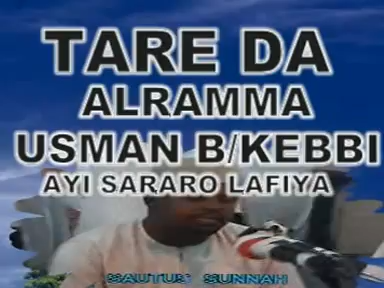 TARE DA
ALRAMMA
USMAN B/KEBBI
AYI SARARO LAFIYA
SAUTUS SUNNAH